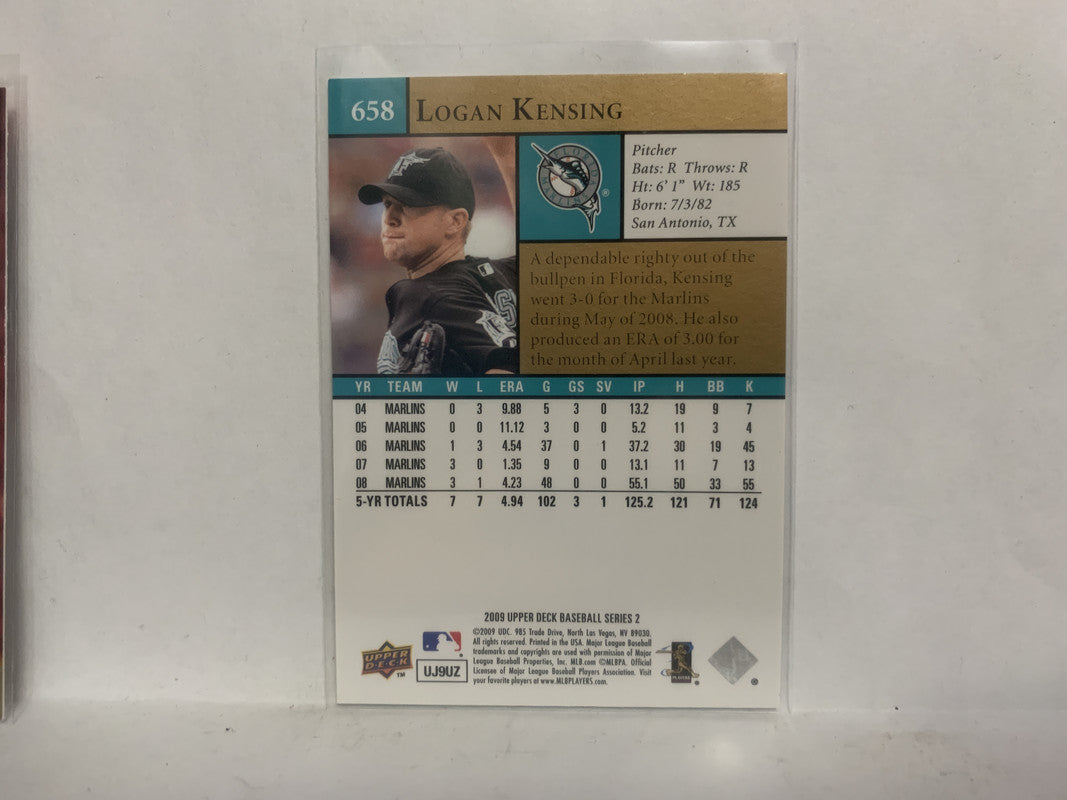 658 LOGAN KENSING
F
FLORIDA
MARLINS
®
Pitcher
Bats: R Throws: R
Ht: 6' 1" Wt: 185
Born: 7/3/82
San Antonio, TX
A dependable righty out of the
bullpen in Florida, Kensing
went 3-0 for the Marlins
during May of 2008. He also
produced an ERA of 3.00 for
the month of April last year.
YR TEAM W L ERA G GS SV IP H BB K
04 MARLINS 0 3 9.88 5 3 0 13.2 19 9 7
05 MARLINS 0 0 11.12 3 0 0 5.2 11 3 4
06 MARLINS 1 3 4.54 37 0 1 37.2 30 19 45
07 MARLINS 3 0 1.35 9 0 0 13.1 11 7 13
08 MARLINS 3 1 4.23 48 0 0 55.1 50 33 55
5-YR TOTALS 7 7 4.94 102 3 1 125.2 121 71 124
2009 UPPER DECK BASEBALL SERIES 2
©2009 UDC. 985 Trade Drive, North Las Vegas, NV 89030.
All rights reserved. Printed in the USA. Major League Baseball
trademarks and copyrights are used with permission of Major
League Baseball Properties, Inc. MLB.com ©MLBPA. Official
Licensee of Major League Baseball Players Association. Visit
your favorite players at www.MLBPLAYERS.com.
UPPER
DECK
TM
UJ9UZ
PLAYERS